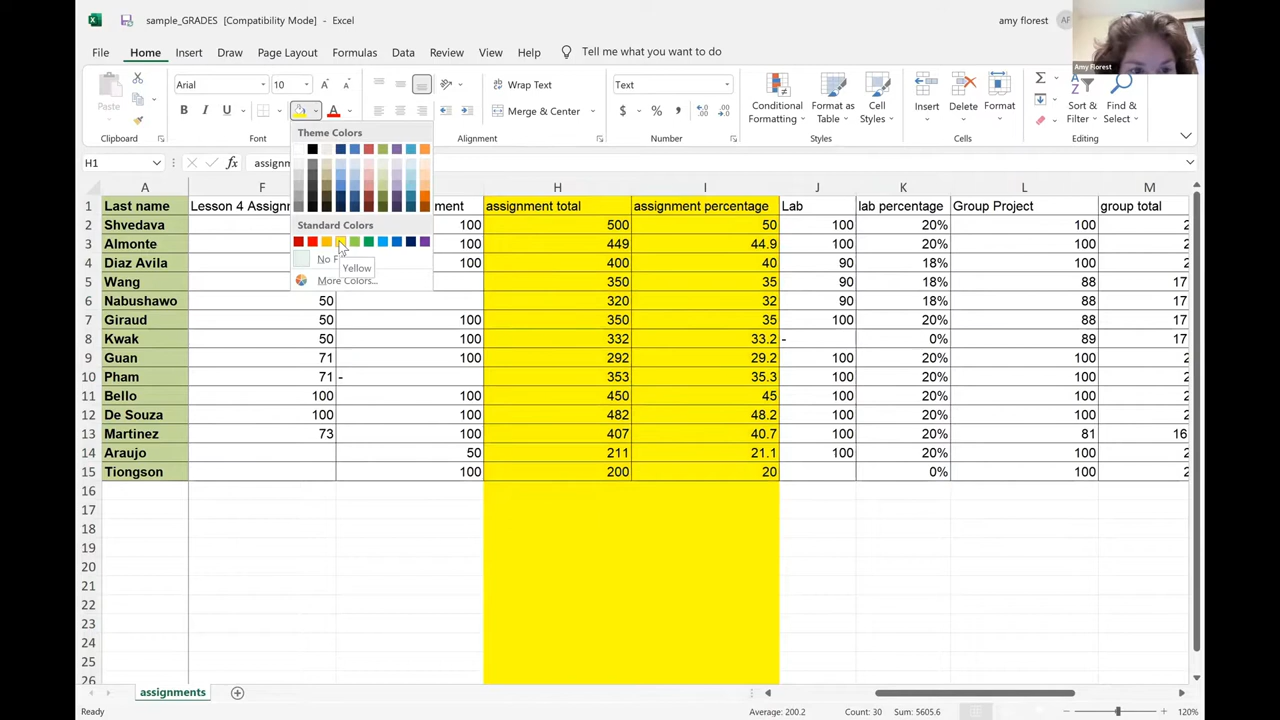 sample_GRADES [Compatibility Mode] - Excel
amy florest
AF
Amy Florest
File Home Insert Draw Page Layout Formulas Data Review View Help Tell me what you want to do
Paste
Clipboard
Arial 10
B I U
Font
Wrap Text
Merge & Center
Alignment
Text
$ % ,
Number
Conditional Formatting
Format as Table
Cell Styles
Styles
Insert Delete Format
Cells
Sort & Filter
Find & Select
Theme Colors
Standard Colors
No F
Yellow
More Colors...
H1 fx assignm
A F H I J K L M
1 Last name Lesson 4 Assignm ment assignment total assignment percentage Lab lab percentage Group Project group total
2 Shvedava 100 500 50 100 20% 100 2
3 Almonte 100 449 44.9 100 20% 100 2
4 Diaz Avila 100 400 40 90 18% 100 2
5 Wang 350 35 90 18% 88 17
6 Nabushawo 50 320 32 90 18% 88 17
7 Giraud 50 100 350 35 100 20% 88 17
8 Kwak 50 100 332 33.2 - 0% 89 17
9 Guan 71 100 292 29.2 100 20% 100 2
10 Pham 71 - 353 35.3 100 20% 100 2
11 Bello 100 100 450 45 100 20% 100 2
12 De Souza 100 100 482 48.2 100 20% 100 2
13 Martinez 73 100 407 40.7 100 20% 81 16
14 Araujo 50 211 21.1 100 20% 100 2
15 Tiongson 100 200 20 0% 100 2
16
17
18
19
20
21
22
23
24
25
26
assignments
Ready
Average: 200.2 Count: 30 Sum: 5605.6
120%